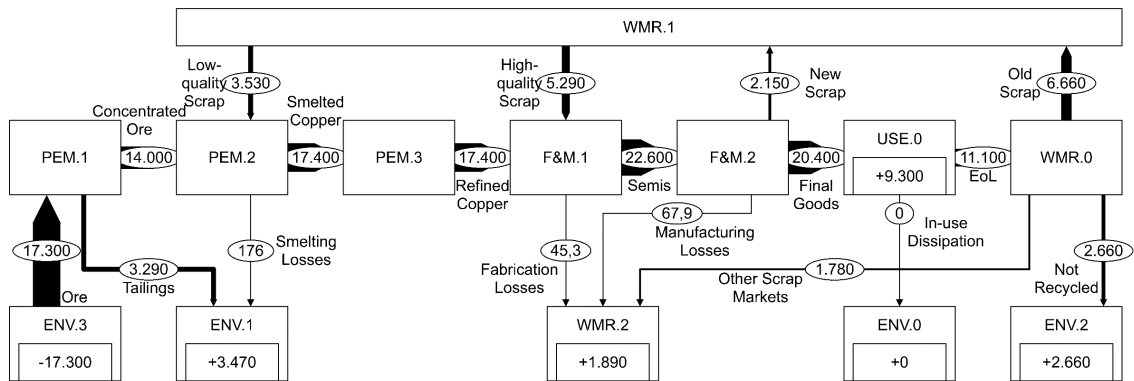 WMR.1
Low-
quality
Scrap
3.530
High-
quality
Scrap
5.290
2.150
New
Scrap
Old
Scrap
6.660
Concentrated
Ore
Smelted
Copper
PEM.1
14.000
PEM.2
17.400
PEM.3
17.400
Refined
Copper
F&M.1
22.600
Semis
F&M.2
20.400
Final
Goods
USE.0
+9.300
11.100
EoL
WMR.0
17.300
Ore
3.290
Tailings
176
Smelting
Losses
45,3
Fabrication
Losses
67,9
Manufacturing
Losses
0
In-use
Dissipation
1.780
Other Scrap
Markets
2.660
Not
Recycled
ENV.3
-17.300
ENV.1
+3.470
WMR.2
+1.890
ENV.0
+0
ENV.2
+2.660